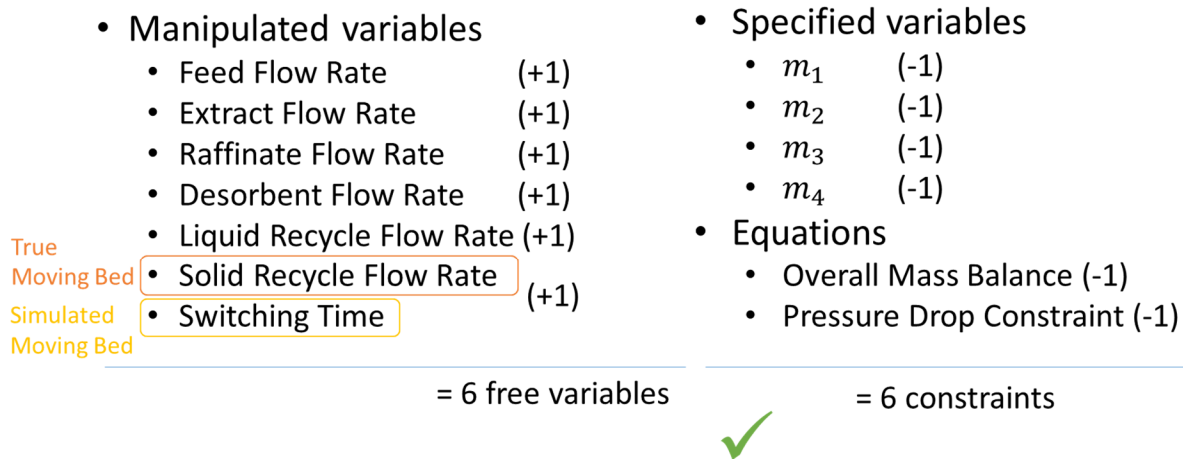 • Manipulated variables
• Feed Flow Rate (+1)
• Extract Flow Rate (+1)
• Raffinate Flow Rate (+1)
• Desorbent Flow Rate (+1)
• Liquid Recycle Flow Rate (+1)
True
Moving Bed
• Solid Recycle Flow Rate
(+1)
Simulated
Moving Bed
• Switching Time
= 6 free variables
• Specified variables
• m₁ (-1)
• m₂ (-1)
• m₃ (-1)
• m₄ (-1)
• Equations
• Overall Mass Balance (-1)
• Pressure Drop Constraint (-1)
= 6 constraints